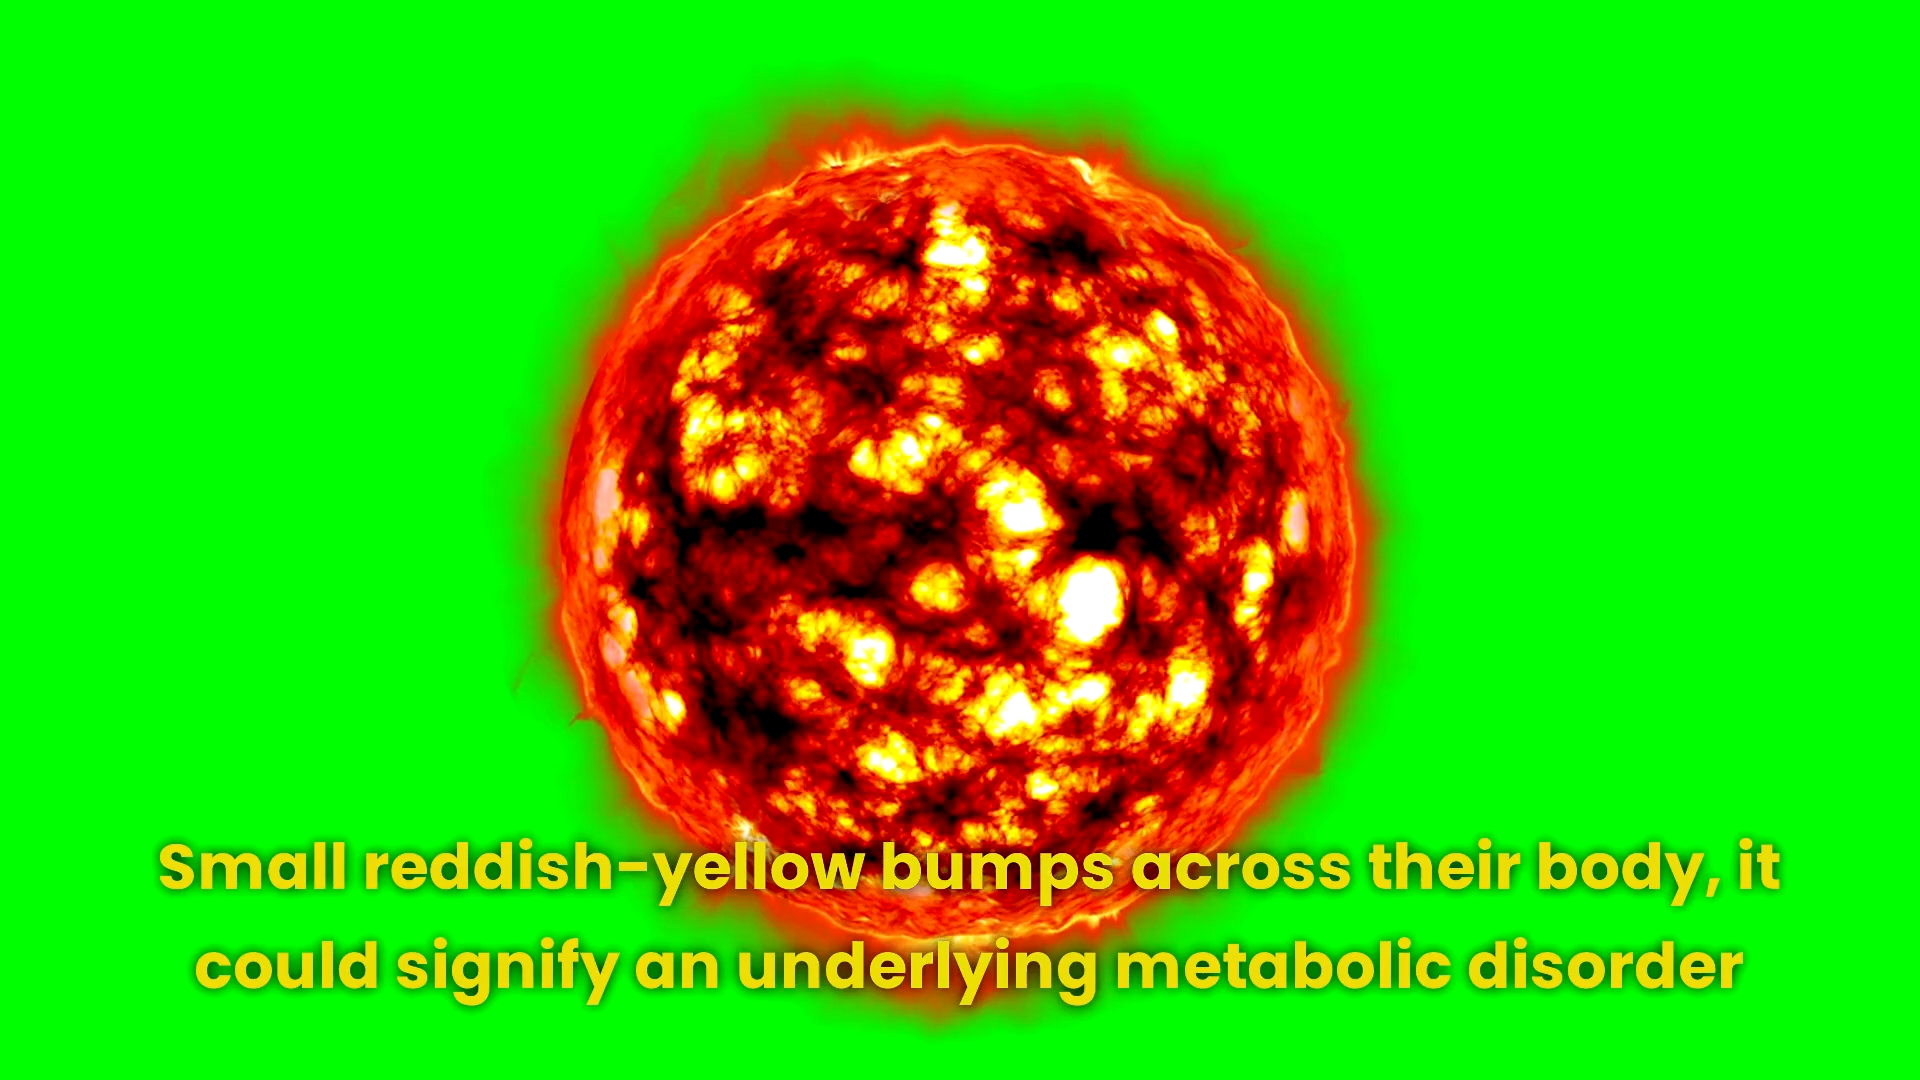 Small reddish-yellow bumps across their body, it
could signify an underlying metabolic disorder